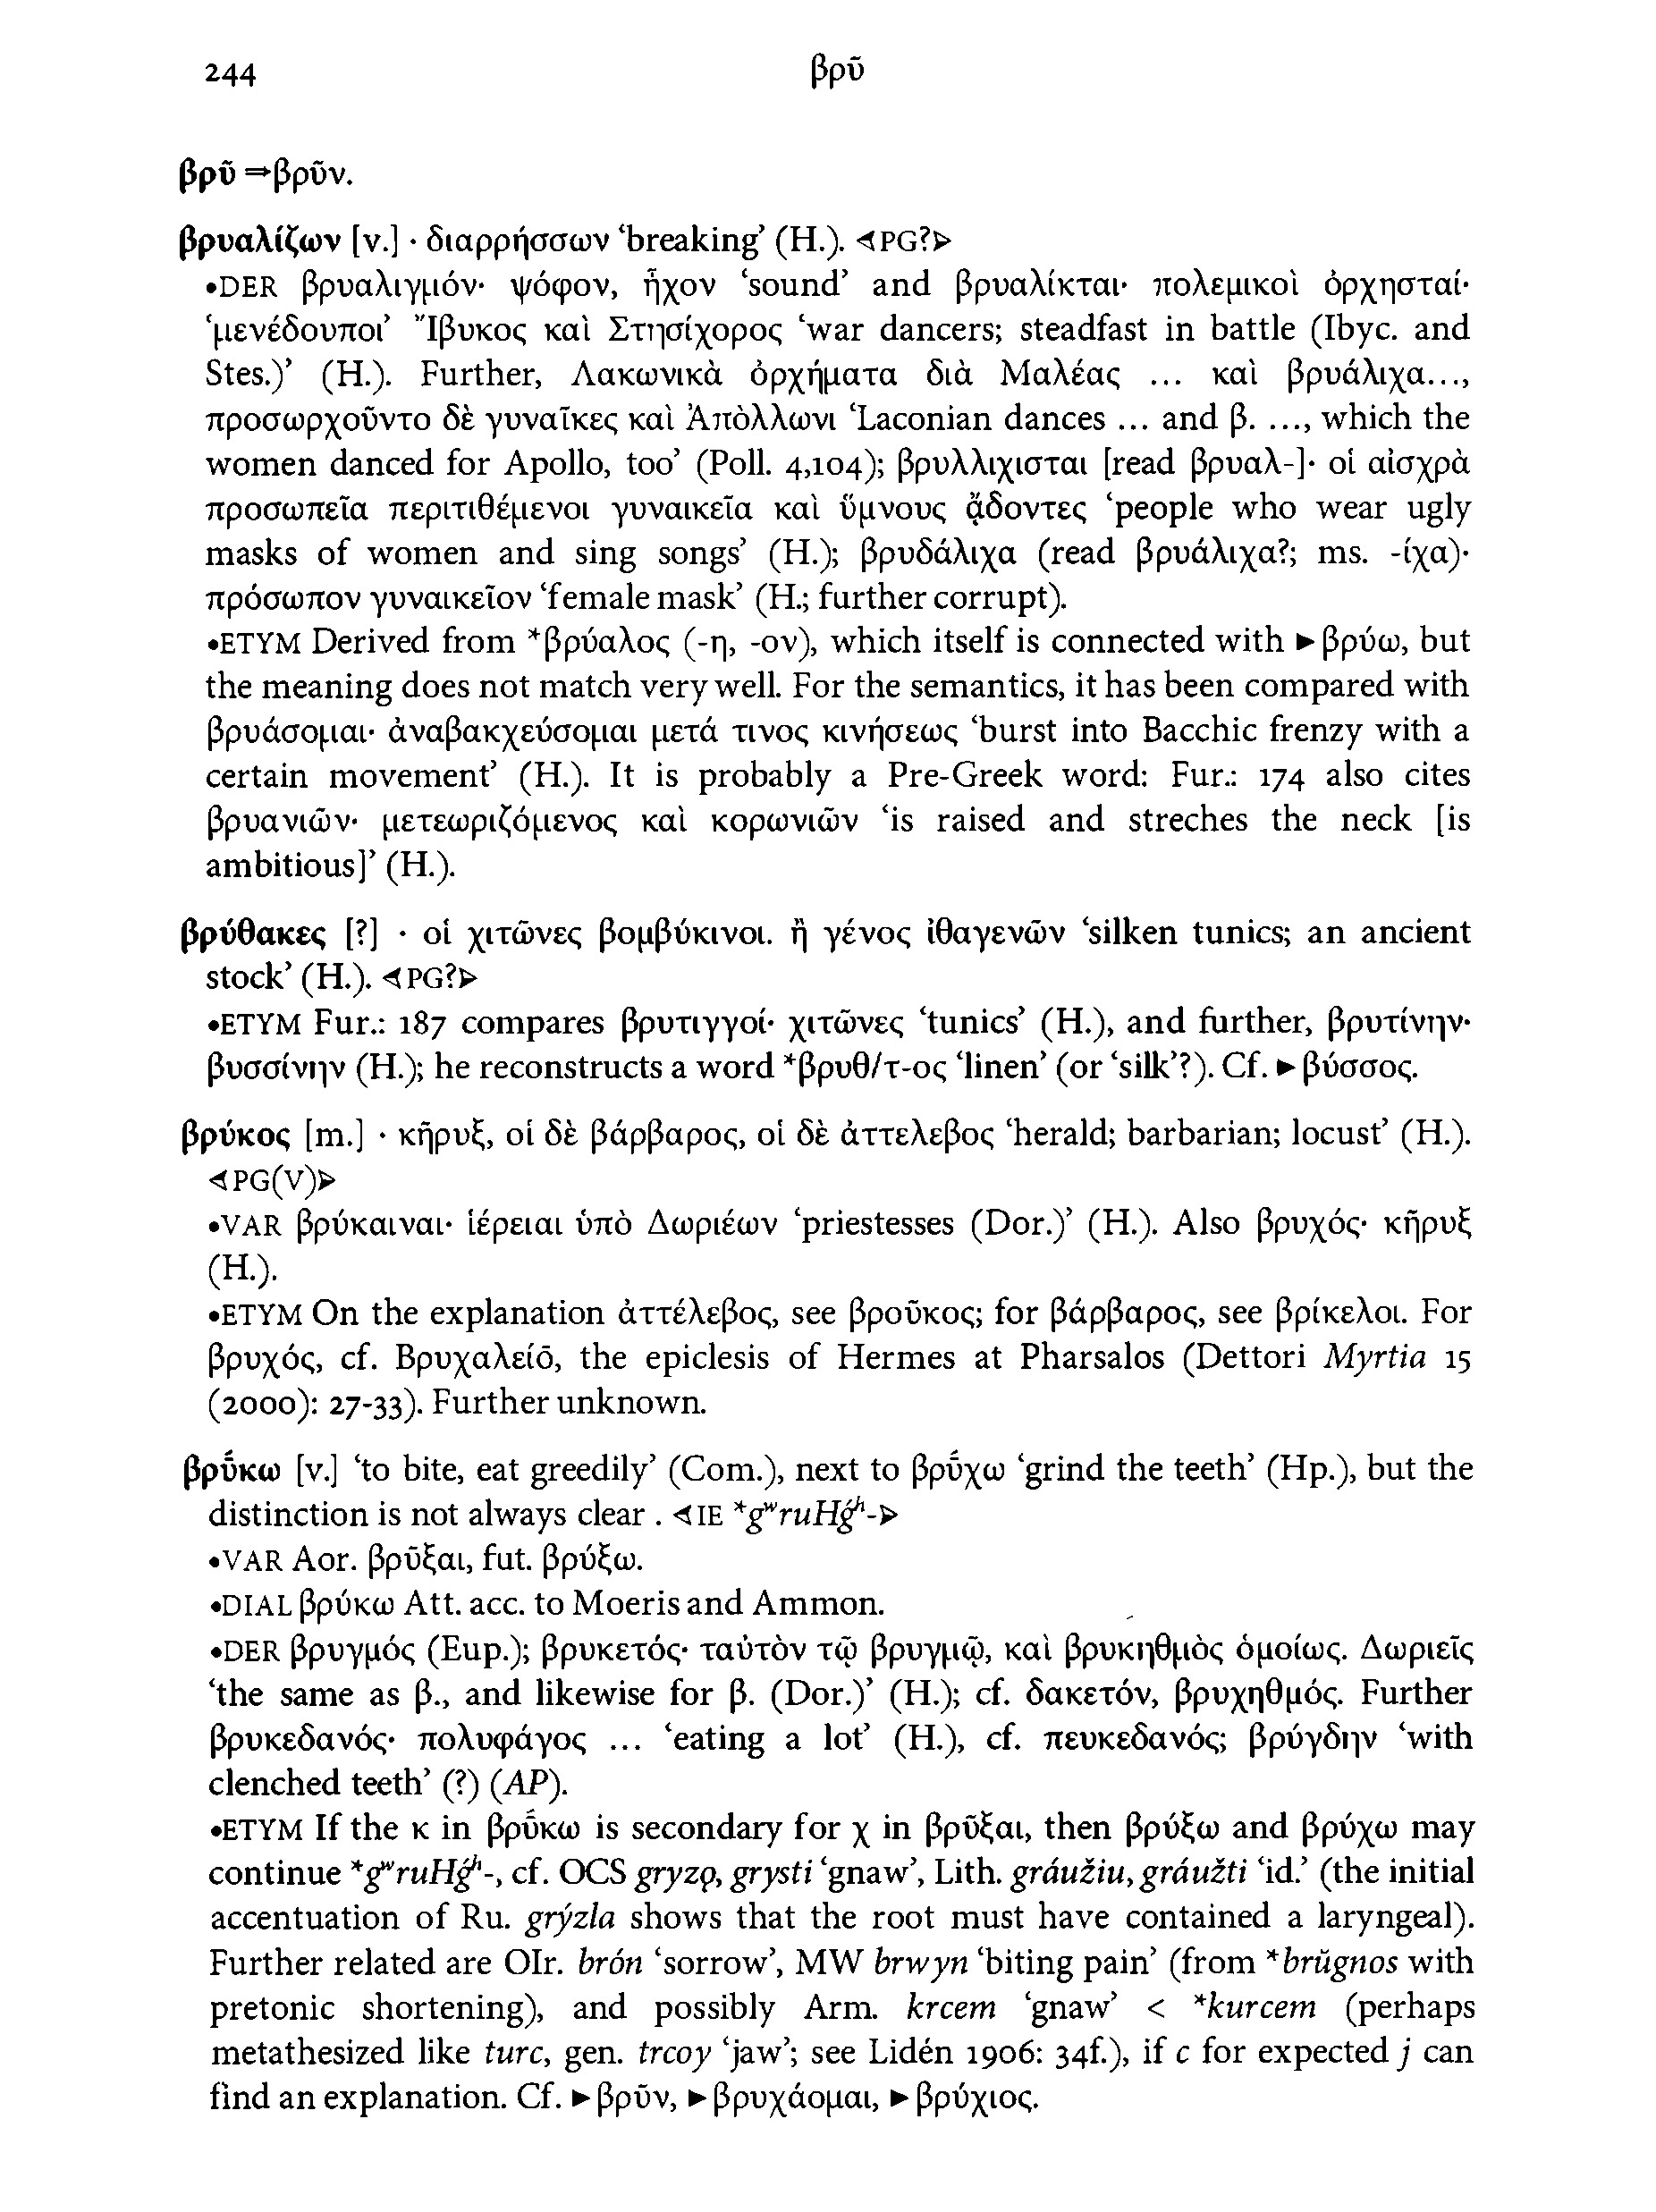 244 βρῦ
βρῦ ⇒βρῦν.
βρυαλίζων [v.] · διαρρήσσων ‘breaking’ (H.). ⊲PG?⊳
•DER βρυαλιγμόν· ψόφον, ἦχον ‘sound’ and βρυαλίκται· πολεμικοὶ ὀρχησταί·
‘μενέδουποι’ Ἴβυκος καὶ Στησίχορος ‘war dancers; steadfast in battle (Ibyc. and
Stes.)’ (H.). Further, Λακωνικὰ ὀρχήματα διὰ Μαλέας ... καὶ βρυάλιχα...,
προσωρχοῦντο δὲ γυναῖκες καὶ Ἀπὸλλωνι ‘Laconian dances ... and β. ..., which the
women danced for Apollo, too’ (Poll. 4,104); βρυλλιχισται [read βρυαλ-]· οἱ αἰσχρὰ
προσωπεῖα περιτιθέμενοι γυναικεῖα καὶ ὕμνους ᾄδοντες ‘people who wear ugly
masks of women and sing songs’ (H.); βρυδάλιχα (read βρυάλιχα?; ms. -ίχα)·
πρόσωπον γυναικεῖον ‘female mask’ (H.; further corrupt).
•ETYM Derived from *βρύαλος (-η, -ον), which itself is connected with ►βρύω, but
the meaning does not match very well. For the semantics, it has been compared with
βρυάσομαι· ἀναβακχεύσομαι μετά τινος κινήσεως ‘burst into Bacchic frenzy with a
certain movement’ (H.). It is probably a Pre-Greek word: Fur.: 174 also cites
βρυανιῶν· μετεωριζόμενος καὶ κορωνιῶν ‘is raised and streches the neck [is
ambitious]’ (H.).
βρύθακες [?] · οἱ χιτῶνες βομβύκινοι. ἢ γένος ἰθαγενῶν ‘silken tunics; an ancient
stock’ (H.). ⊲PG?⊳
•ETYM Fur.: 187 compares βρυτιγγοί· χιτῶνες ‘tunics’ (H.), and further, βρυτίνην·
βυσσίνην (H.); he reconstructs a word *βρυθ/τ-ος ‘linen’ (or ‘silk’?). Cf. ►βύσσος.
βρύκος [m.] · κῆρυξ, οἱ δὲ βάρβαρος, οἱ δὲ ἀττελεβος ‘herald; barbarian; locust’ (H.).
⊲PG(V)⊳
•VAR βρύκαιναι· ἱέρειαι ὑπὸ Δωριέων ‘priestesses (Dor.)’ (H.). Also βρυχός· κῆρυξ
(H.).
•ETYM On the explanation ἀττέλεβος, see βροῦκος; for βάρβαρος, see βρίκελοι. For
βρυχός, cf. Βρυχαλείō, the epiclesis of Hermes at Pharsalos (Dettori Myrtia 15
(2000): 27-33). Further unknown.
βρῡ́κω [v.] ‘to bite, eat greedily’ (Com.), next to βρῡ́χω ‘grind the teeth’ (Hp.), but the
distinction is not always clear . ⊲IE *gʷruHǵʰ-⊳
•VAR Aor. βρῦξαι, fut. βρύξω.
•DIAL βρύκω Att. acc. to Moeris and Ammon.
•DER βρυγμός (Eup.); βρυκετός· ταὐτὸν τῷ βρυγμῷ, καὶ βρυκηθμὸς ὁμοίως. Δωριεῖς
‘the same as β., and likewise for β. (Dor.)’ (H.); cf. δακετόν, βρυχηθμός. Further
βρυκεδανός· πολυφάγος ... ‘eating a lot’ (H.), cf. πευκεδανός; βρύγδην ‘with
clenched teeth’ (?) (AP).
•ETYM If the κ in βρῡ́κω is secondary for χ in βρῦξαι, then βρύξω and βρύχω may
continue *gʷruHǵʰ-, cf. OCS gryzǫ, grysti ‘gnaw’, Lith. gráužiu, gráužti ‘id.’ (the initial
accentuation of Ru. grýzla shows that the root must have contained a laryngeal).
Further related are OIr. brón ‘sorrow’, MW brwyn ‘biting pain’ (from *brŭgnos with
pretonic shortening), and possibly Arm. krcem ‘gnaw’ < *kurcem (perhaps
metathesized like turc, gen. trcoy ‘jaw’; see Lidén 1906: 34f.), if c for expected j can
find an explanation. Cf. ►βρῦν, ►βρυχάομαι, ►βρύχιος.